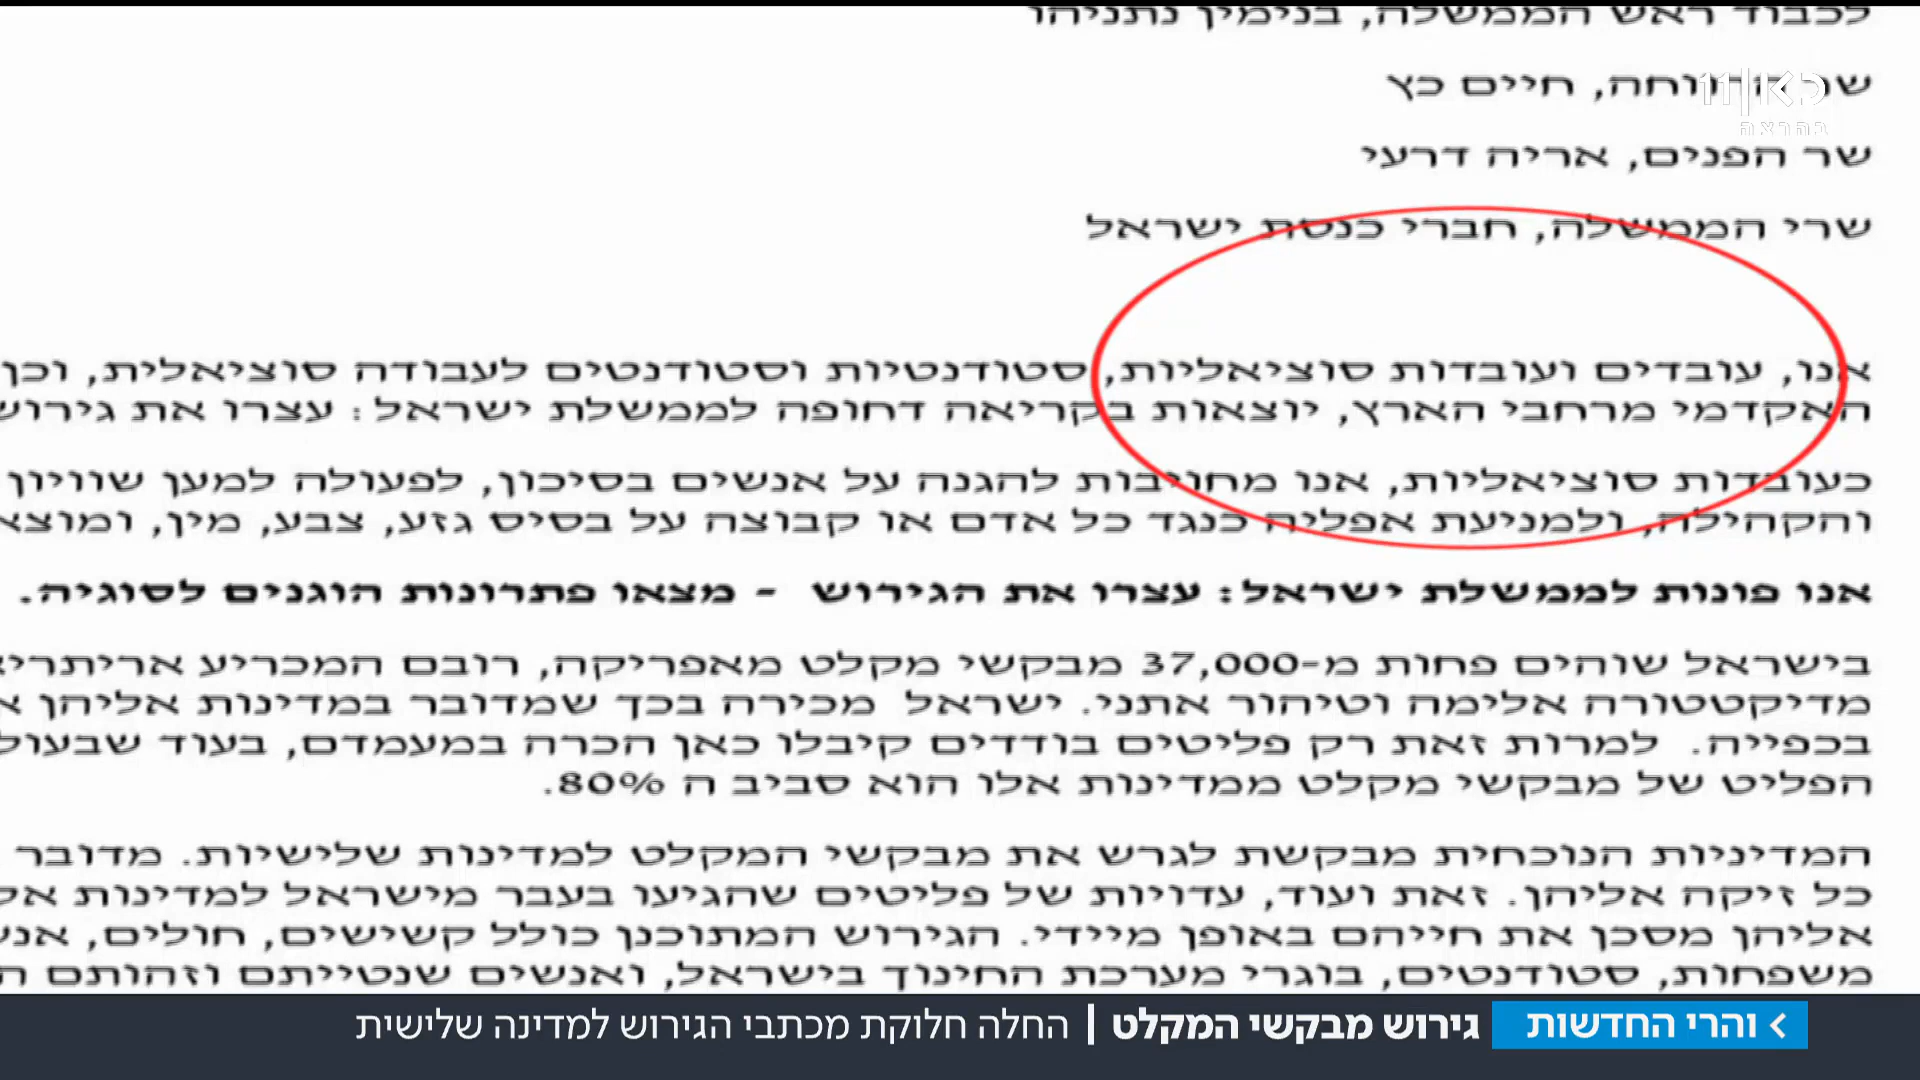 לכבוד ראש הממשלה, בנימין נתניהו
כאן 11
שר הרווחה, חיים כץ
בהרצה
שר הפנים, אריה דרעי
שרי הממשלה, חברי כנסת ישראל
אנו, עובדים ועובדות סוציאליות, סטודנטיות וסטודנטים לעבודה סוציאלית, וכן
האקדמי מרחבי הארץ, יוצאות בקריאה דחופה לממשלת ישראל: עצרו את גירוש
כעובדות סוציאליות, אנו מחויבות להגנה על אנשים בסיכון, לפעולה למען שוויון
והקהילה, ולמניעת אפליה כנגד כל אדם או קבוצה על בסיס גזע, צבע, מין, ומוצא
אנו פונות לממשלת ישראל: עצרו את הגירוש - מצאו פתרונות הוגנים לסוגיה.
בישראל שוהים פחות מ-37,000 מבקשי מקלט מאפריקה, רובם המכריע
מדיקטטורה אלימה וטיהור אתני. ישראל מכירה בכך שמדובר במדינות אליהן
בכפייה. למרות זאת רק פליטים בודדים קיבלו כאן הכרה במעמדם, בעוד
הפליט של מבקשי מקלט ממדינות אלו הוא סביב ה 80%.
המדיניות הנוכחית מבקשת לגרש את מבקשי המקלט למדינות שלישיות. מדובר
כל זיקה אליהן. זאת ועוד, עדויות של פליטים שהגיעו בעבר מישראל למדינות
אליהן מסכן את חייהם באופן מיידי. הגירוש המתוכנן כולל קשישים, חולים,
משפחות, סטודנטים, בוגרי מערכת החינוך בישראל, ואנשים שנטייתם וזהותם
והרי החדשות גירוש מבקשי המקלט | החלה חלוקת מכתבי הגירוש למדינה שלישית